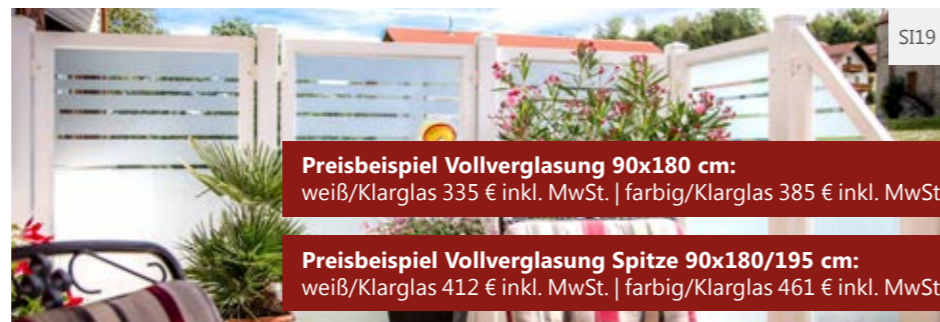 SI19
Preisbeispiel Vollverglasung 90x180 cm:
weiß/Klarglas 335 € inkl. MwSt. | farbig/Klarglas 385 € inkl. MwSt
Preisbeispiel Vollverglasung Spitze 90x180/195 cm:
weiß/Klarglas 412 € inkl. MwSt. | farbig/Klarglas 461 € inkl. MwSt